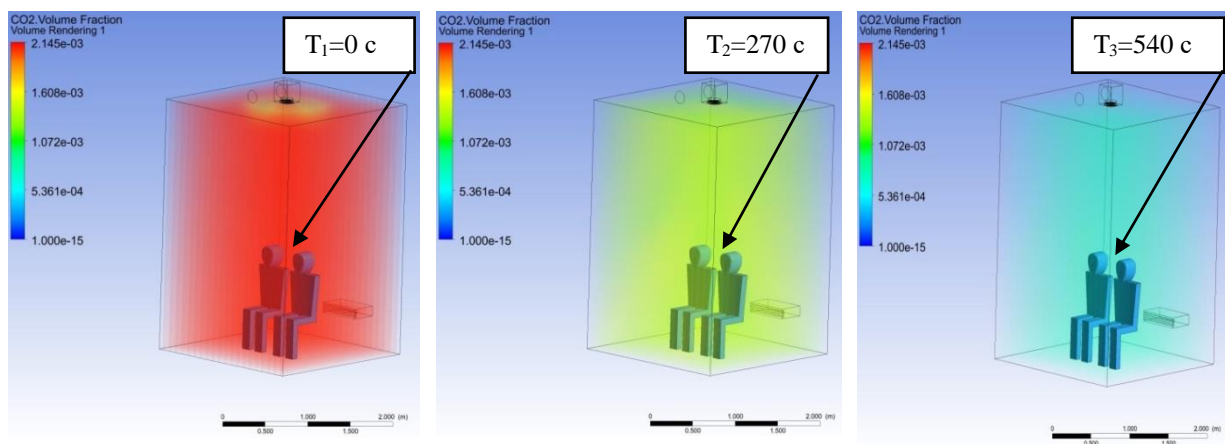 CO2.Volume Fraction
Volume Rendering 1
2.145e-03
1.608e-03
1.072e-03
5.361e-04
1.000e-15
T₁=0 c
0 1.000 2.000 (m)
0.500 1.500
CO2.Volume Fraction
Volume Rendering 1
2.145e-03
1.608e-03
1.072e-03
5.361e-04
1.000e-15
T₂=270 c
0 1.000 2.000 (m)
0.500 1.500
CO2.Volume Fraction
Volume Rendering 1
2.145e-03
1.608e-03
1.072e-03
5.361e-04
1.000e-15
T₃=540 c
0 1.000 2.000 (m)
0.500 1.500